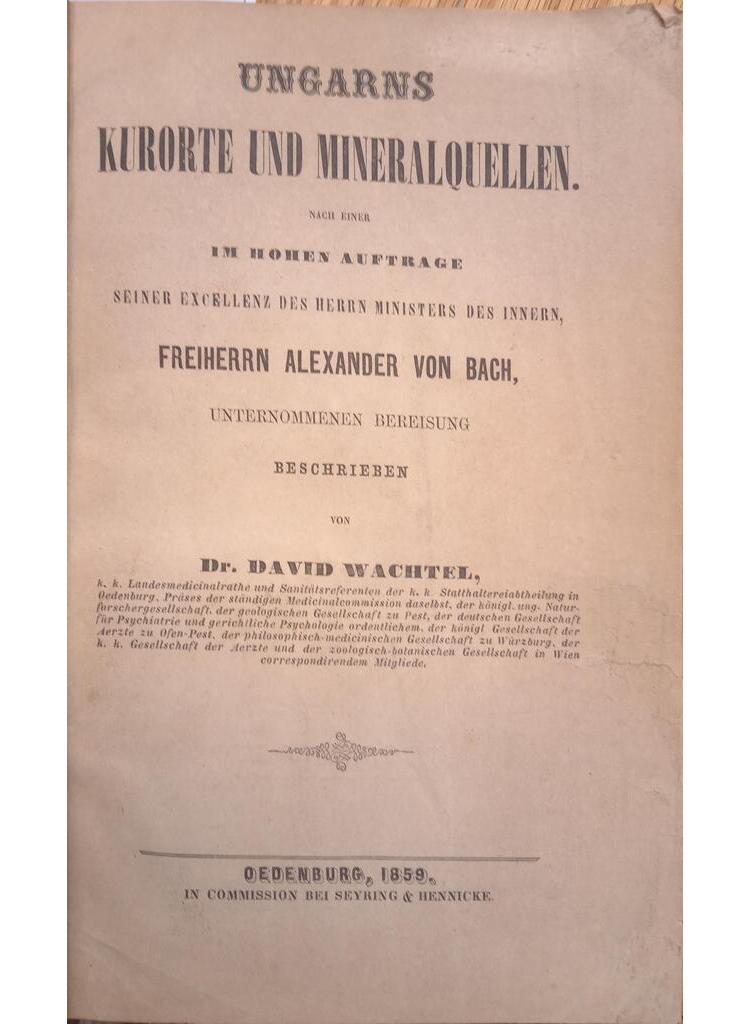 UNGARNS
KURORTE UND MINERALQUELLEN.
NACH EINER
IM HOHEN AUFTRAGE
SEINER EXCELLENZ DES HERRN MINISTERS DES INNERN,
FREIHERRN ALEXANDER VON BACH,
UNTERNOMMENEN BEREISUNG
BESCHRIEBEN
VON
Dr. DAVID WACHTEL,
k. k. Landesmedicinalrathe und Sanitätsreferenten der k. k. Statthaltereiabtheilung in
Oedenburg, Präses der ständigen Medicinalcommission daselbst, der königl. ung. Natur-
forschergesellschaft, der geologischen Gesellschaft zu Pest, der deutschen Gesellschaft
für Psychiatrie und gerichtliche Psychologie ordentlichem, der königl Gesellschaft der
Aerzte zu Ofen-Pest, der philosophisch-medicinischen Gesellschaft zu Würzburg, der
k. k. Gesellschaft der Aerzte und der zoologisch-botanischen Gesellschaft in Wien
correspondirendem Mitgliede.
OEDENBURG, 1859.
IN COMMISSION BEI SEYRING & HENNICKE.